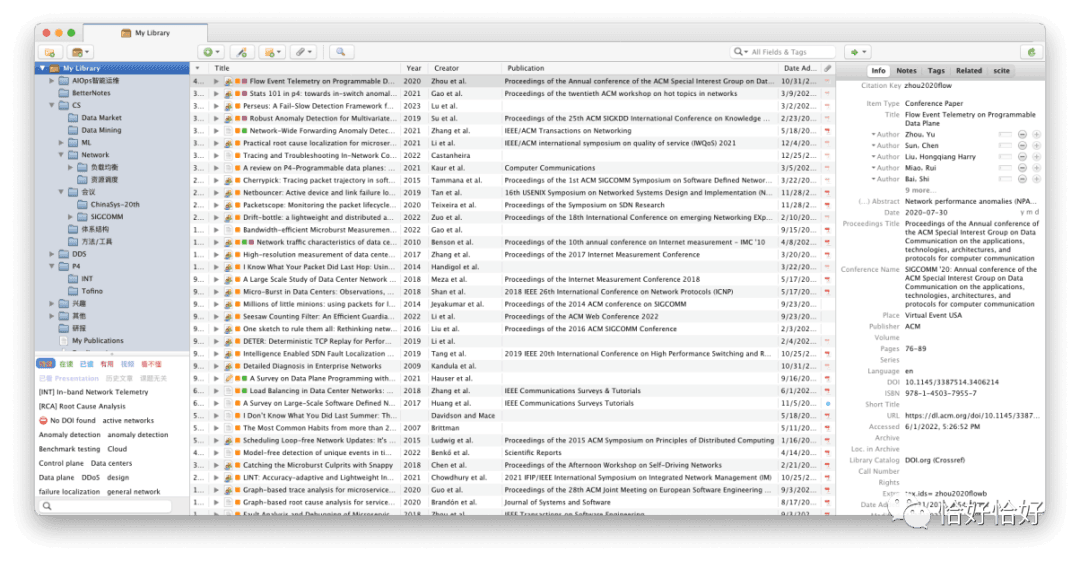 My Library
All Fields & Tags
My Library
AIOps智能运维
BetterNotes
CS
Data Market
Data Mining
ML
Network
负载均衡
资源调度
会议
ChinaSys-20th
SIGCOMM
体系结构
方法/工具
DDS
P4
INT
Tofino
兴趣
其他
研报
My Publications
在读 已读 有用 视频 看不懂
已看 Presentation 历史文章 课题无关
[INT] In-band Network Telemetry
[RCA] Root Cause Analysis
No DOI found active networks
Anomaly detection anomaly detection
Benchmark testing Cloud
Control plane Data centers
Data plane DDoS design
failure localization general network
Title Year Creator Publication Date Ad...
4... Flow Event Telemetry on Programmable D... 2020 Zhou et al. Proceedings of the Annual conference of the ACM Special Interest Group on Dat... 10/31/2...
3... Stats 101 in p4: towards in-switch anomal... 2021 Gao et al. Proceedings of the twentieth ACM workshop on hot topics in networks 3/9/202...
3... Perseus: A Fail-Slow Detection Framework f... 2023 Lu et al. 3/2/202...
3... Robust Anomaly Detection for Multivariate... 2019 Su et al. Proceedings of the 25th ACM SIGKDD International Conference on Knowledge ... 2/23/20...
3... Network-Wide Forwarding Anomaly Detec... 2021 Zhang et al. IEEE/ACM Transactions on Networking 5/18/20...
3... Practical root cause localization for microser... 2021 Li et al. IEEE/ACM international symposium on quality of service (IWQoS) 2021 12/4/20...
3... Tracing and Troubleshooting In-Network Co... 2022 Castanheira 12/25/2...
3... A review on P4-Programmable data planes: ... 2021 Kaur et al. Computer Communications 3/5/202...
2... Cherrypick: Tracing packet trajectory in soft... 2015 Tammana et al. Proceedings of the 1st ACM SIGCOMM Symposium on Software Defined Networ... 3/22/20...
2... Netbouncer: Active device and link failure lo... 2019 Tan et al. 16th USENIX Symposium on Networked Systems Design and Implementation (N... 11/28/2...
2... Packetscope: Monitoring the packet lifecycle... 2020 Teixeira et al. Proceedings of the Symposium on SDN Research 11/28/2...
2... Drift-bottle: a lightweight and distributed a... 2022 Zuo et al. Proceedings of the 18th International Conference on emerging Networking EXp... 2/10/20...
Bandwidth-efficient Microburst Measuremen... 2022 Gao et al. 9/15/20...
1... Network traffic characteristics of data ce... 2010 Benson et al. Proceedings of the 10th annual conference on Internet measurement - IMC '10 4/8/202...
1... High-resolution measurement of data cente... 2017 Zhang et al. Proceedings of the 2017 Internet Measurement Conference 3/20/20...
1... I Know What Your Packet Did Last Hop: Usin... 2014 Handigol et al. 3/22/20...
9... A Large Scale Study of Data Center Network ... 2018 Meza et al. Proceedings of the Internet Measurement Conference 2018 5/17/20...
9... Micro-Burst in Data Centers: Observations, ... 2018 Shan et al. 2018 IEEE 26th International Conference on Network Protocols (ICNP) 5/17/20...
9... Millions of little minions: using packets for l... 2014 Jeyakumar et al. Proceedings of the 2014 conference on SIGCOMM 9/23/20...
9... Seesaw Counting Filter: An Efficient Guardia... 2022 Li et al. Proceedings of the ACM Web Conference 2022 9/23/20...
9... One sketch to rule them all: Rethinking netw... 2016 Liu et al. Proceedings of the 2016 ACM SIGCOMM Conference 2/3/202...
9... DETER: Deterministic TCP Replay for Perfor... 2019 Li et al. 2/4/202...
9... Intelligence Enabled SDN Fault Localization ... 2019 Tang et al. 2019 IEEE 20th International Conference on High Performance Switching and R... 10/25/2...
9... Detailed Diagnosis in Enterprise Networks 2009 Kandula et al. 10/31/2...
6... A Survey on Data Plane Programming with... 2021 Hauser et al. 9/16/20...
6... Load Balancing in Data Center Networks: ... 2018 Zhang et al. IEEE Communications Surveys & Tutorials 6/1/202...
6... A Survey on Large-Scale Software Defined N... 2017 Huang et al. IEEE Communications Surveys Tutorials 11/5/20...
I Don't Know What You Did Last Summer: Th... Davidson and Mace 5/18/20...
The Most Common Habits from more than 2... 2007 Brittman 5/11/20...
Scheduling Loop-free Network Updates: It's ... 2015 Ludwig et al. Proceedings of the 2015 ACM Symposium on Principles of Distributed Computing 1/16/20...
Model-free detection of unique events in ti... 2022 Benkő et al. Scientific Reports 4/14/20...
Catching the Microburst Culprits with Snappy 2018 Chen et al. Proceedings of the Afternoon Workshop on Self-Driving Networks 2/21/20...
LINT: Accuracy-adaptive and Lightweight In... 2021 Chowdhury et al. 2021 IFIP/IEEE International Symposium on Integrated Network Management (IM) 10/25/2...
Graph-based trace analysis for microservice... 2020 Guo et al. Proceedings of the 28th ACM Joint Meeting on European Software Engineering ... 9/3/202...
Graph-based root cause analysis for service... 2020 Brandón et al. Journal of Systems and Software 8/17/20...
Fault Analysis and Debugging of Microservic... 2018 Zhou et al. IEEE Transactions on Software Engineering 9/3/202...
Info Notes Tags Related scite
Citation Key zhou2020flow
Item Type Conference Paper
Title Flow Event Telemetry on Programmable
Data Plane
Author Zhou, Yu
Author Sun, Chen
Author Liu, Hongqiang Harry
Author Miao, Rui
Author Bai, Shi
9 more...
(...) Abstract Network performance anomalies (NPA...
Date 2020-07-30 y m d
Proceedings Title Proceedings of the Annual conference of
the ACM Special Interest Group on Data
Communication on the applications,
technologies, architectures, and
protocols for computer communication
Conference Name SIGCOMM '20: Annual conference of the
ACM Special Interest Group on Data
Communication on the applications,
technologies, architectures, and
protocols for computer communication
Place Virtual Event USA
Publisher ACM
Volume
Pages 76-89
Series
Language en
DOI 10.1145/3387514.3406214
ISBN 978-1-4503-7955-7
Short Title
URL https://dl.acm.org/doi/10.1145/3387...
Accessed 6/1/2022, 5:26:52 PM
Archive
Loc. in Archive
Library Catalog DOI.org (Crossref)
Call Number
Rights
Extra tex.ids= zhou2020flowb
Date Added
恰好恰好